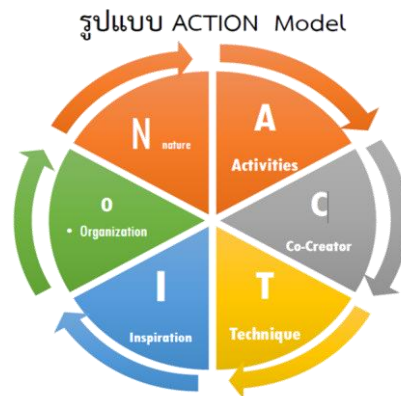 รูปแบบ ACTION Model
A
Activities
C
Co-Creator
T
Technique
I
Inspiration
o
• Organization
N nature